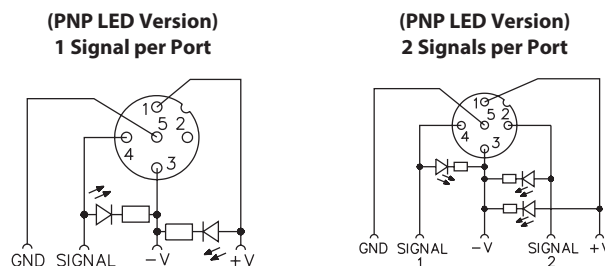 (PNP LED Version)
1 Signal per Port
1
5
2
4
3
GND SIGNAL −V +V
(PNP LED Version)
2 Signals per Port
1
5
2
4
3
GND SIGNAL 1 −V SIGNAL 2 +V